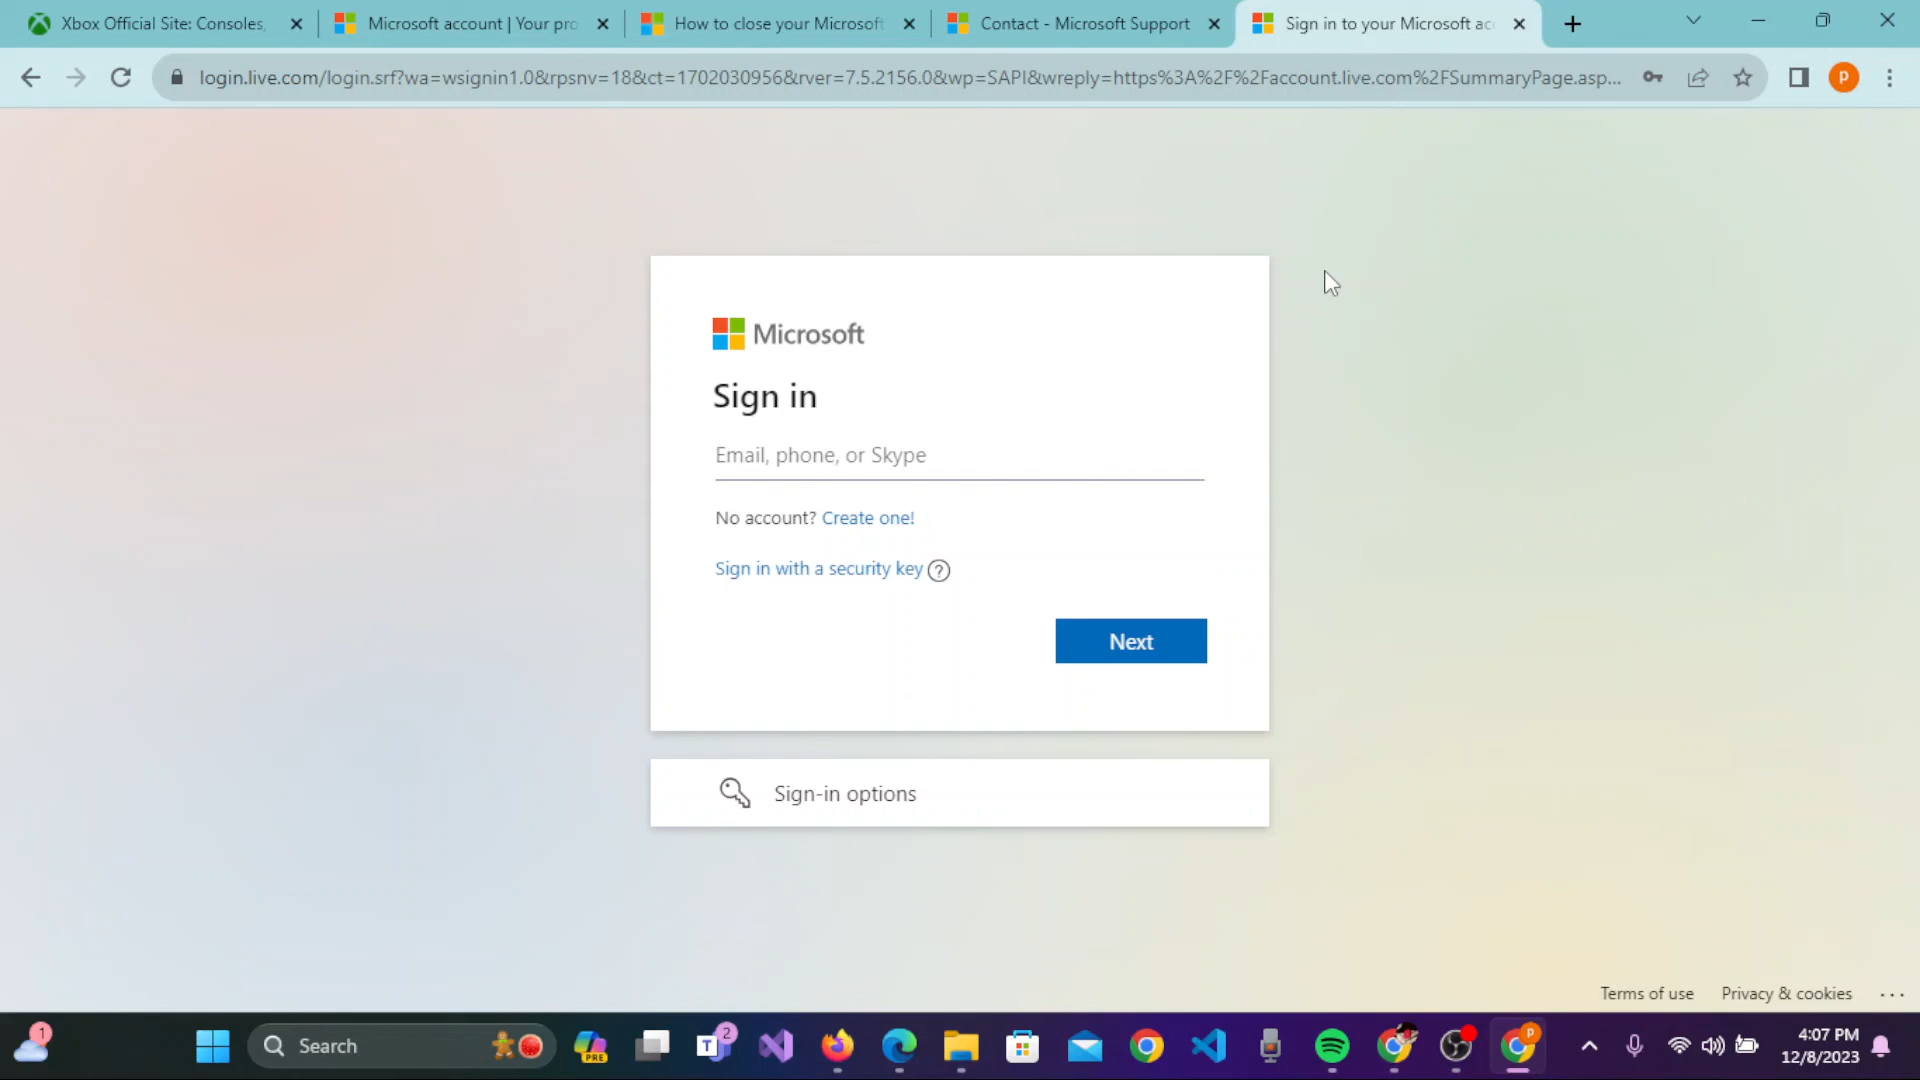 Xbox Official Site: Consoles,
Microsoft account | Your pro
How to close your Microsoft
Contact - Microsoft Support
Sign in to your Microsoft acc
login.live.com/login.srf?wa=wsignin1.0&rpsnv=18&ct=1702030956&rver=7.5.2156.0&wp=SAPI&wreply=https%3A%2F%2Faccount.live.com%2FSummaryPage.asp...
P
Microsoft
Sign in
Email, phone, or Skype
No account? Create one!
Sign in with a security key ?
Next
Sign-in options
Terms of use
Privacy & cookies
...
1
Search
PRE
T
2
P
4:07 PM
12/8/2023